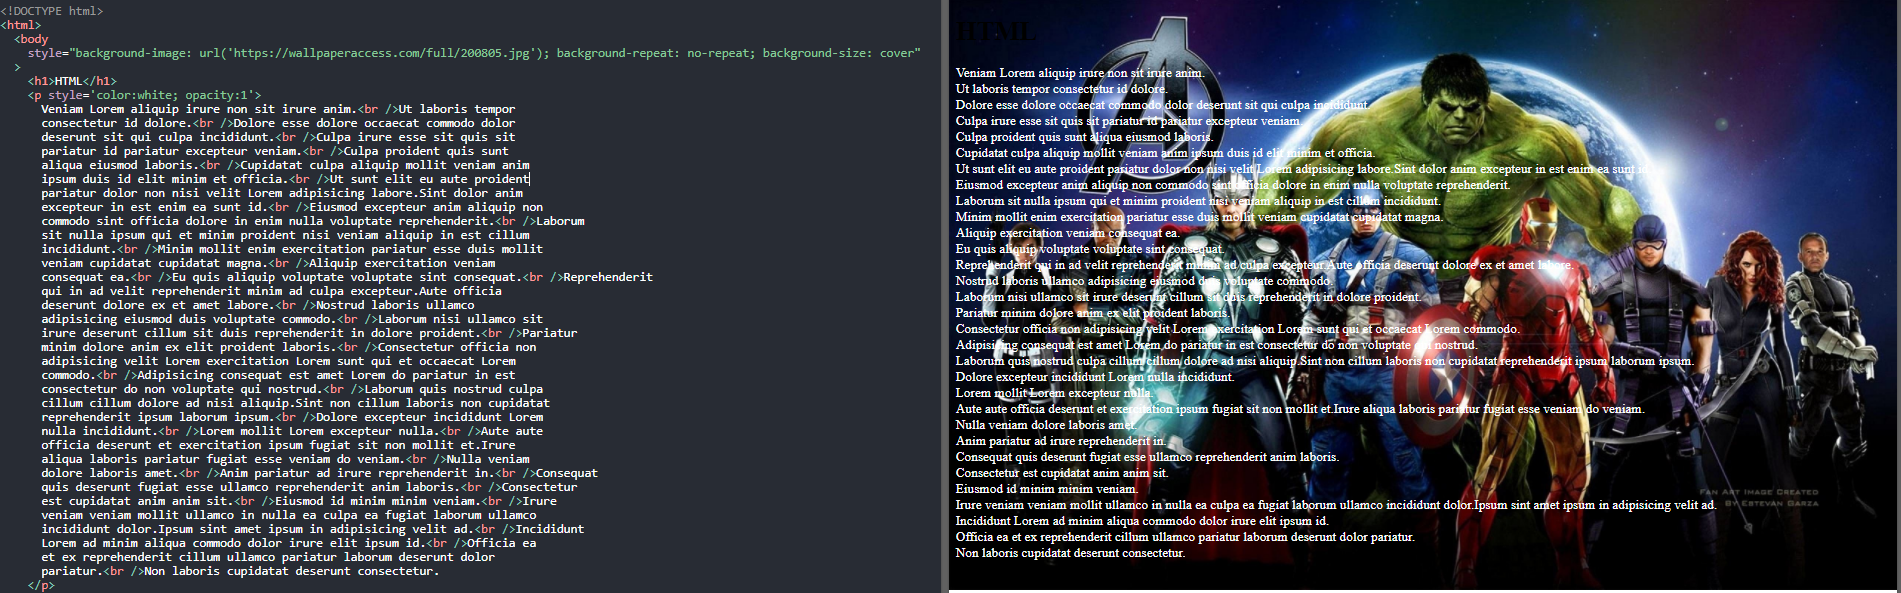 <!DOCTYPE html>
<html>
<body
style="background-image: url('https://wallpaperaccess.com/full/200805.jpg'); background-repeat: no-repeat; background-size: cover"
>
<h1>HTML</h1>
<p style='color:white; opacity:1'>
Veniam Lorem aliquip irure non sit irure anim.<br />Ut laboris tempor
consectetur id dolore.<br />Dolore esse dolore occaecat commodo dolor
deserunt sit qui culpa incididunt.<br />Culpa irure esse sit quis sit
pariatur id pariatur excepteur veniam.<br />Culpa proident quis sunt
aliqua eiusmod laboris.<br />Cupidatat culpa aliquip mollit veniam anim
ipsum duis id elit minim et officia.<br />Ut sunt elit eu aute proident
pariatur dolor non nisi velit Lorem adipisicing labore.Sint dolor anim
excepteur in est enim ea sunt id.<br />Eiusmod excepteur anim aliquip non
commodo sint officia dolore in enim nulla voluptate reprehenderit.<br />Laborum
sit nulla ipsum qui et minim proident nisi veniam aliquip in est cillum
incididunt.<br />Minim mollit enim exercitation pariatur esse duis mollit
veniam cupidatat cupidatat magna.<br />Aliquip exercitation veniam
consequat ea.<br />Eu quis aliquip voluptate voluptate sint consequat.<br />Reprehenderit
qui in ad velit reprehenderit minim ad culpa excepteur.Aute officia
deserunt dolore ex et amet labore.<br />Nostrud laboris ullamco
adipisicing eiusmod duis voluptate commodo.<br />Laborum nisi ullamco sit
irure deserunt cillum sit duis reprehenderit in dolore proident.<br />Pariatur
minim dolore anim ex elit proident laboris.<br />Consectetur officia non
adipisicing velit Lorem exercitation Lorem sunt qui et occaecat Lorem
commodo.<br />Adipisicing consequat est amet Lorem do pariatur in est
consectetur do non voluptate qui nostrud.<br />Laborum quis nostrud culpa
cillum cillum dolore ad nisi aliquip.Sint non cillum laboris non cupidatat
reprehenderit ipsum laborum ipsum.<br />Dolore excepteur incididunt Lorem
nulla incididunt.<br />Lorem mollit Lorem excepteur nulla.<br />Aute aute
officia deserunt et exercitation ipsum fugiat sit non mollit et.Irure
aliqua laboris pariatur fugiat esse veniam do veniam.<br />Nulla veniam
dolore laboris amet.<br />Anim pariatur ad irure reprehenderit in.<br />Consequat
quis deserunt fugiat esse ullamco reprehenderit anim laboris.<br />Consectetur
est cupidatat anim anim sit.<br />Eiusmod id minim minim veniam.<br />Irure
veniam veniam mollit ullamco in nulla ea culpa ea fugiat laborum ullamco
incididunt dolor.Ipsum sint amet ipsum in adipisicing velit ad.<br />Incididunt
Lorem ad minim aliqua commodo dolor irure elit ipsum id.<br />Officia ea
et ex reprehenderit cillum ullamco pariatur laborum deserunt dolor
pariatur.<br />Non laboris cupidatat deserunt consectetur.
</p>
HTML
Veniam Lorem aliquip irure non sit irure anim.
Ut laboris tempor consectetur id dolore.
Dolore esse dolore occaecat commodo dolor deserunt sit qui culpa incididunt.
Culpa irure esse sit quis sit pariatur id pariatur excepteur veniam.
Culpa proident quis sunt aliqua eiusmod laboris.
Cupidatat culpa aliquip mollit veniam anim ipsum duis id elit minim et officia.
Ut sunt elit eu aute proident pariatur dolor non nisi velit Lorem adipisicing labore.Sint dolor anim excepteur in est enim ea sunt id.
Eiusmod excepteur anim aliquip non commodo sint officia dolore in enim nulla voluptate reprehenderit.
Laborum sit nulla ipsum qui et minim proident nisi veniam aliquip in est cillum incididunt.
Minim mollit enim exercitation pariatur esse duis mollit veniam cupidatat cupidatat magna.
Aliquip exercitation veniam consequat ea.
Eu quis aliquip voluptate voluptate sint consequat.
Reprehenderit qui in ad velit reprehenderit minim ad culpa excepteur.Aute officia deserunt dolore ex et amet labore.
Nostrud laboris ullamco adipisicing eiusmod duis voluptate commodo.
Laborum nisi ullamco sit irure deserunt cillum sit duis reprehenderit in dolore proident.
Pariatur minim dolore anim ex elit proident laboris.
Consectetur officia non adipisicing velit Lorem exercitation Lorem sunt qui et occaecat Lorem commodo.
Adipisicing consequat est amet Lorem do pariatur in est consectetur do non voluptate qui nostrud.
Laborum quis nostrud culpa cillum cillum dolore ad nisi aliquip.Sint non cillum laboris non cupidatat reprehenderit ipsum laborum ipsum.
Dolore excepteur incididunt Lorem nulla incididunt.
Lorem mollit Lorem excepteur nulla.
Aute aute officia deserunt et exercitation ipsum fugiat sit non mollit et.Irure aliqua laboris pariatur fugiat esse veniam do veniam.
Nulla veniam dolore laboris amet.
Anim pariatur ad irure reprehenderit in.
Consequat quis deserunt fugiat esse ullamco reprehenderit anim laboris.
Consectetur est cupidatat anim anim sit.
Eiusmod id minim minim veniam.
Irure veniam veniam mollit ullamco in nulla ea culpa ea fugiat laborum ullamco incididunt dolor.Ipsum sint amet ipsum in adipisicing velit ad.
Incididunt Lorem ad minim aliqua commodo dolor irure elit ipsum id.
Officia ea et ex reprehenderit cillum ullamco pariatur laborum deserunt dolor pariatur.
Non laboris cupidatat deserunt consectetur.
FAN ART IMAGE CREATED
BY ESTEVAN GARZA